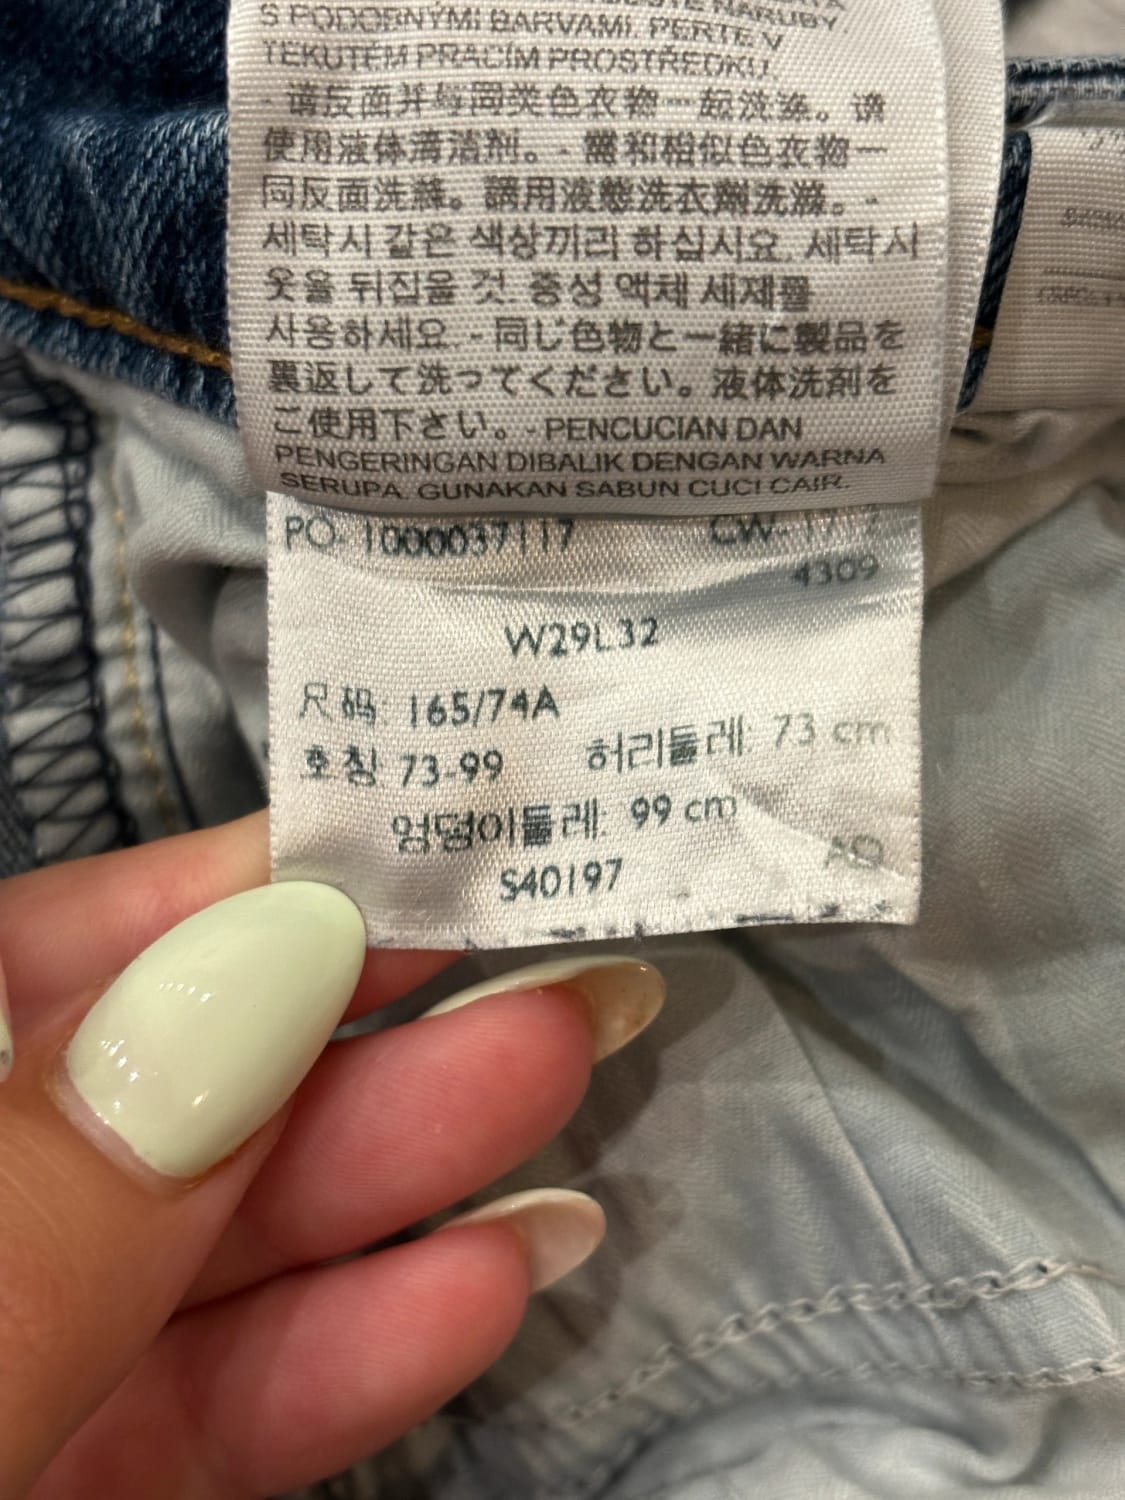 S PODOBNÝMI BARVAMI. PERTE V
TEKUTÉM PRACÍM PROSTŘEDKU.
- 请反面并与同类色衣物一起洗涤。请
使用液体清洁剂。- 需和相似色衣物一
同反面洗滌。請用液態洗衣劑洗滌。-
세탁시 같은 색상끼리 하십시요. 세탁시
옷을 뒤집을 것. 중성 액체 세제를
사용하세요. - 同じ色物と一緒に製品を
裏返して洗ってください。液体洗剤を
ご使用下さい。- PENCUCIAN DAN
PENGERINGAN DIBALIK DENGAN WARNA
SERUPA. GUNAKAN SABUN CUCI CAIR.
PO- 1000037117 CW-
4309
W29L32
尺码: 165/74A
호칭: 73-99 허리둘레: 73 cm
엉덩이둘레: 99 cm
S40197 AQ